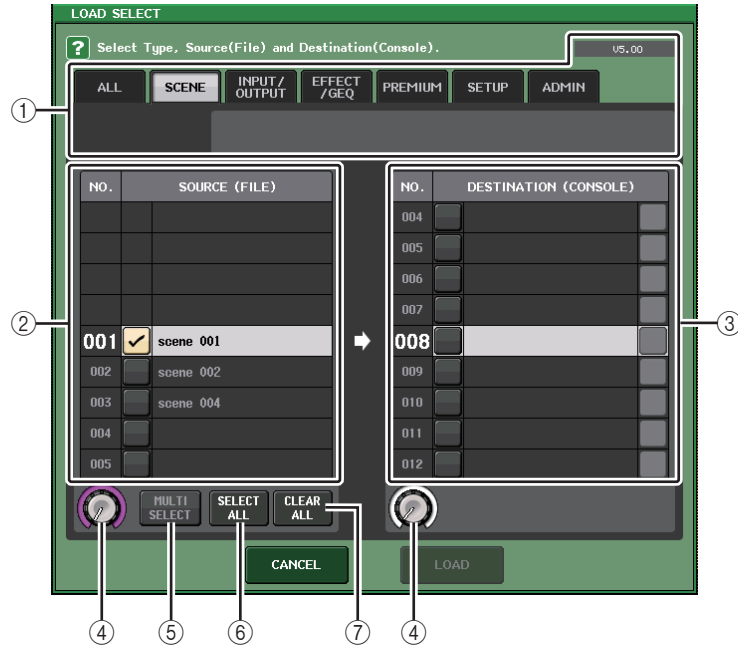 LOAD SELECT
? Select Type, Source(File) and Destination(Console).
V5.00
ALL SCENE INPUT/OUTPUT EFFECT/GEQ PREMIUM SETUP ADMIN
①
NO. SOURCE (FILE)
001 scene 001
002 scene 002
003 scene 004
004
005
②
NO. DESTINATION (CONSOLE)
004
005
006
007
008
009
010
011
012
③
MULTI SELECT
SELECT ALL
CLEAR ALL
CANCEL LOAD
④ ⑤ ⑥ ⑦ ④